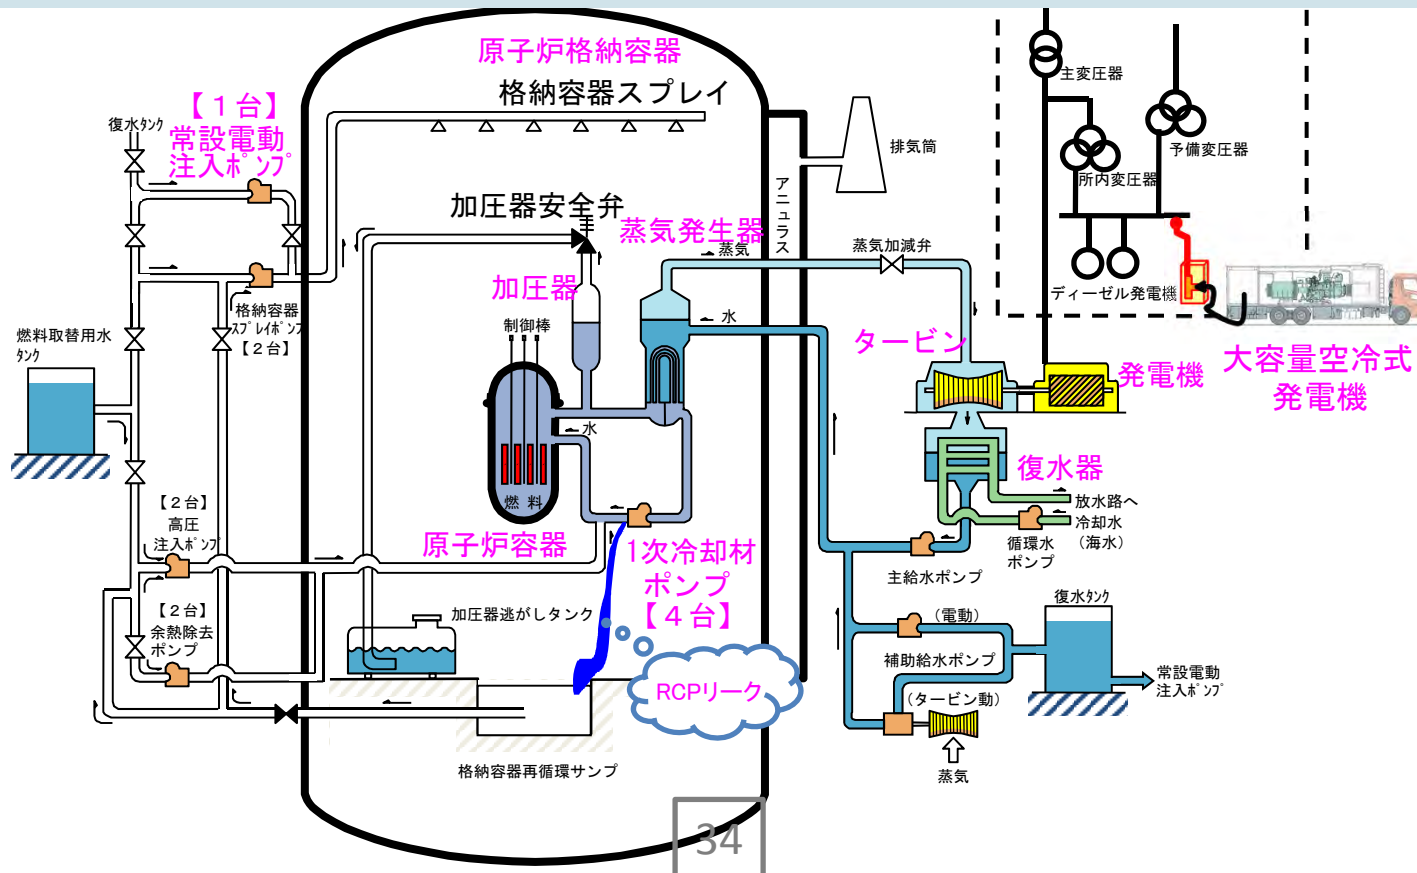 原子炉格納容器
格納容器スプレイ
【１台】
常設電動
注入ﾎﾟﾝﾌﾟ
復水ﾀﾝｸ
加圧器安全弁
蒸気発生器
アニュラス
排気筒
主変圧器
所内変圧器
予備変圧器
ディーゼル発電機
大容量空冷式
発電機
蒸気
蒸気加減弁
加圧器
制御棒
水
タービン
発電機
格納容器
ｽﾌﾟﾚｲﾎﾟﾝﾌﾟ
【２台】
燃料取替用水
ﾀﾝｸ
水
燃料
原子炉容器
1次冷却材
ポンプ
【４台】
復水器
放水路へ
冷却水
（海水）
循環水
ポンプ
主給水ポンプ
【２台】
高圧
注入ﾎﾟﾝﾌﾟ
【２台】
余熱除去
ポンプ
加圧器逃がしタンク
RCPリーク
（電動）
補助給水ポンプ
（タービン動）
蒸気
復水タンク
常設電動
注入ﾎﾟﾝﾌﾟ
格納容器再循環サンプ
34